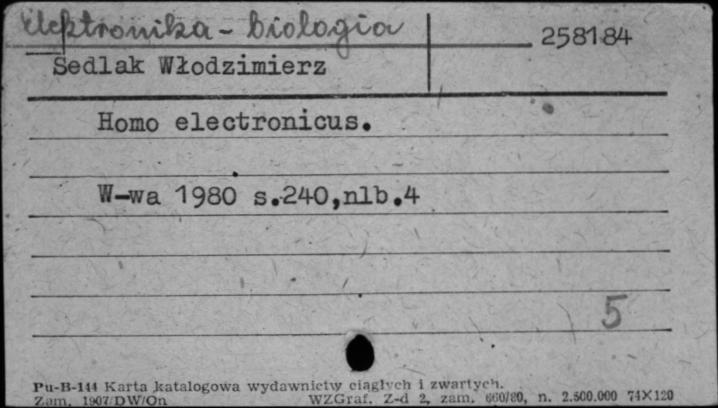 elektronika - biologia
258184
Sedlak Włodzimierz
Homo electronicus.
W-wa 1980 s.240,nlb.4
5
Pu-B-144 Karta katalogowa wydawnictw ciągłych i zwartych.
Zam. 1907/DW/On WZGraf. Z-d 2, zam. 660/80, n. 2.500.000 74X120